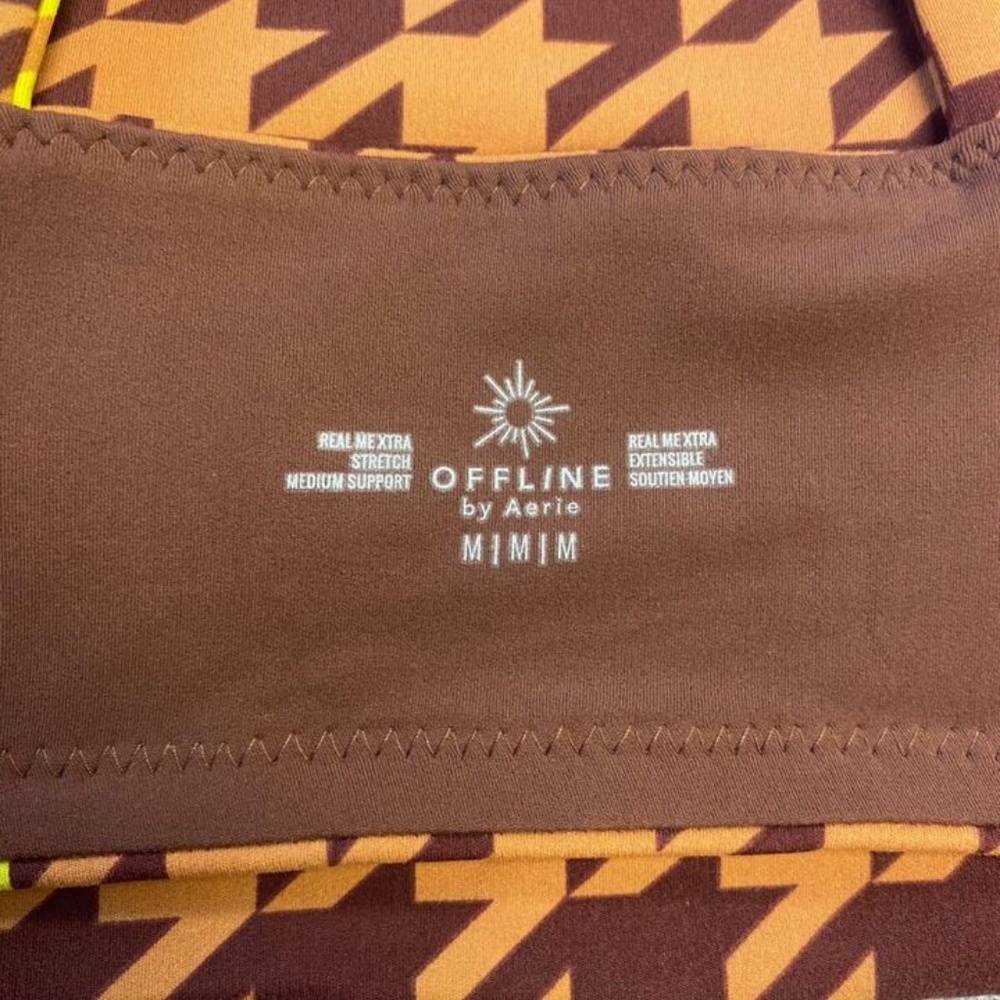 REAL ME XTRA
STRETCH
MEDIUM SUPPORT
OFFLINE
by Aerie
M|M|M
REAL ME XTRA
EXTENSIBLE
SOUTIEN MOYEN